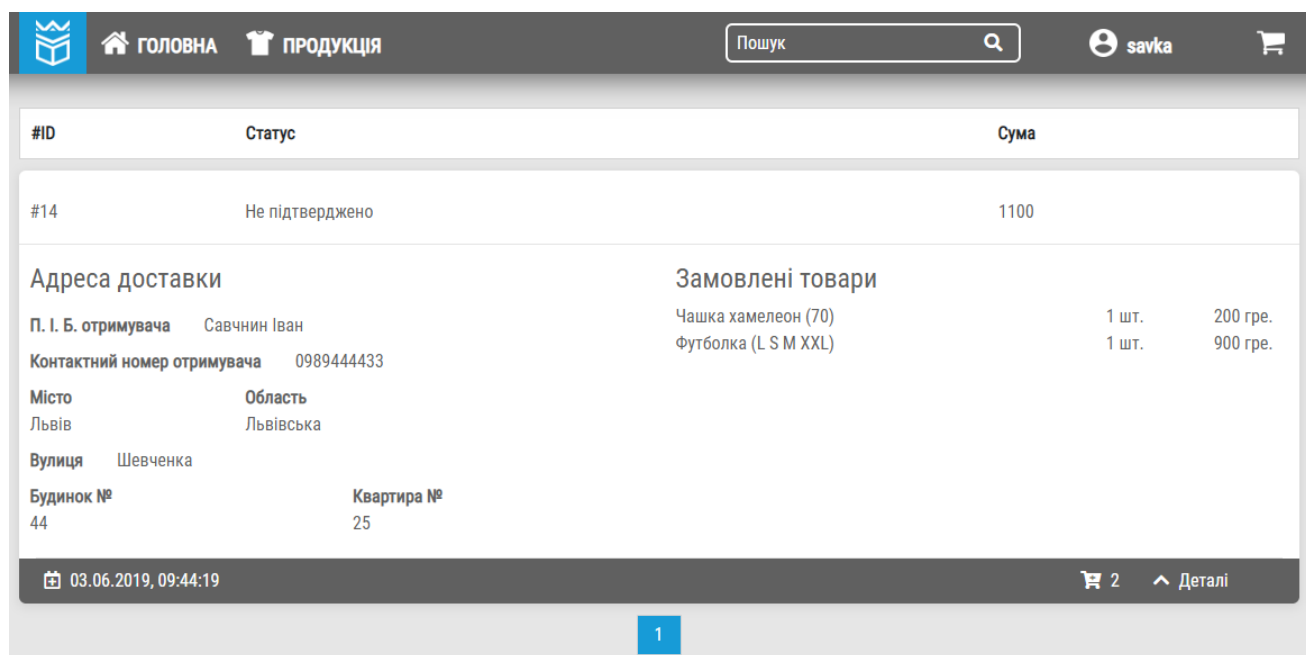 ГОЛОВНА ПРОДУКЦІЯ Пошук savka
#ID Статус Сума
#14 Не підтверджено 1100
Адреса доставки
П. І. Б. отримувача Савчнин Іван
Контактний номер отримувача 0989444433
Місто Область
Львів Львівська
Вулиця Шевченка
Будинок № Квартира №
44 25
Замовлені товари
Чашка хамелеон (70) 1 шт. 200 гре.
Футболка (L S M XXL) 1 шт. 900 гре.
03.06.2019, 09:44:19 2 Деталі
1